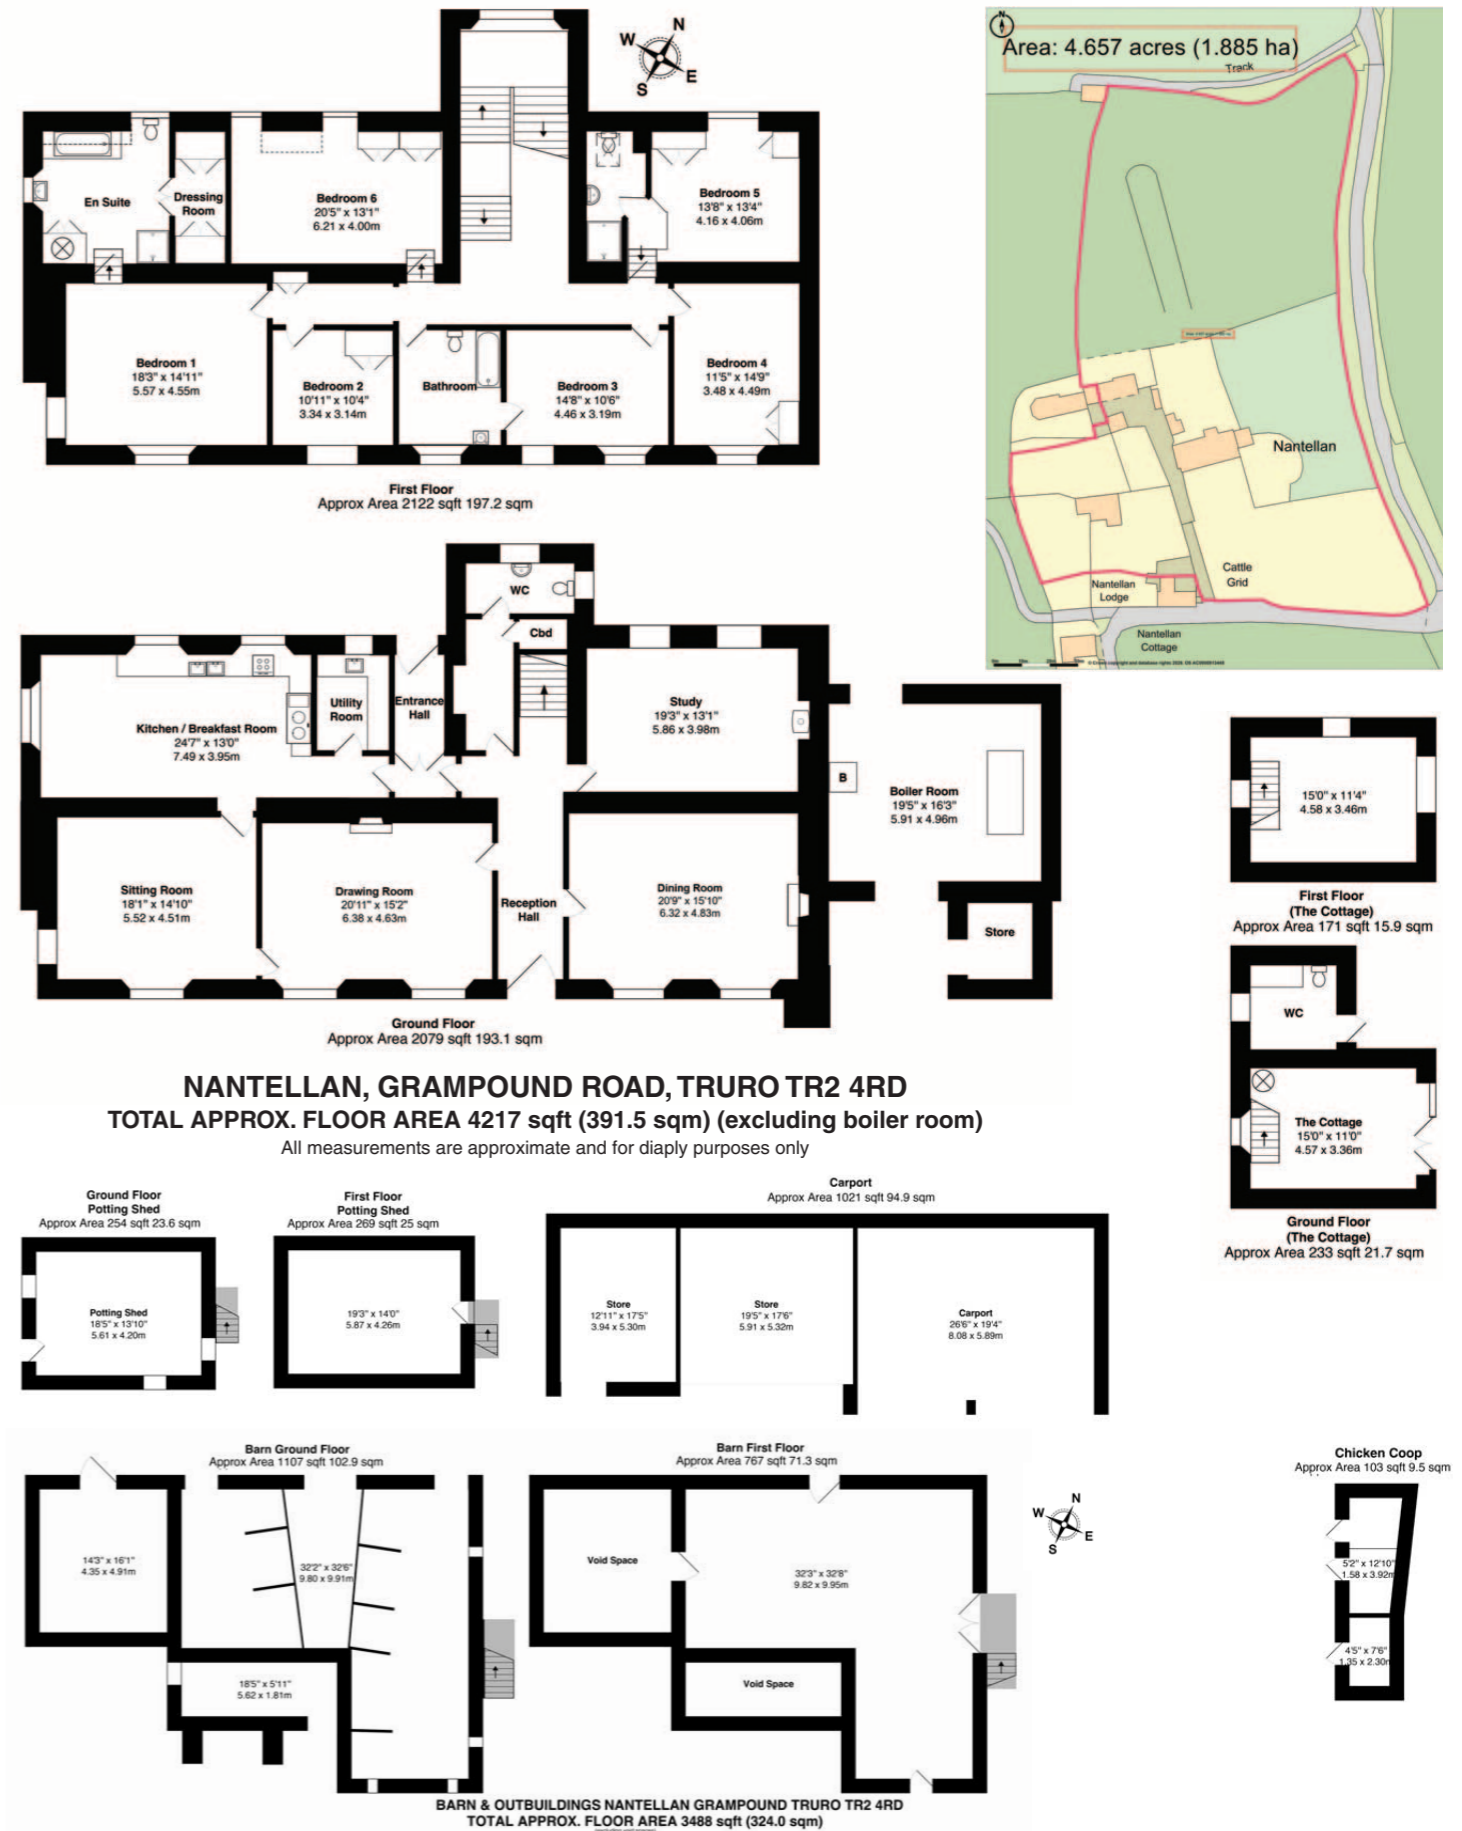 N
W
E
S
En Suite
Dressing
Room
Bedroom 6
20'5" x 13'1"
6.21 x 4.00m
Bedroom 5
13'8" x 13'4"
4.16 x 4.06m
Bedroom 1
18'3" x 14'11"
5.57 x 4.55m
Bedroom 2
10'11" x 10'4"
3.34 x 3.14m
Bathroom
Bedroom 3
14'8" x 10'6"
4.46 x 3.19m
Bedroom 4
11'5" x 14'9"
3.48 x 4.49m
First Floor
Approx Area 2122 sqft 197.2 sqm
N
Area: 4.657 acres (1.885 ha)
Track
Nantellan
Cattle
Grid
Nantellan
Lodge
Nantellan
Cottage
WC
Cbd
Kitchen / Breakfast Room
24'7" x 13'0"
7.49 x 3.95m
Utility
Room
Entrance
Hall
Study
19'3" x 13'1"
5.86 x 3.98m
B
Boiler Room
19'5" x 16'3"
5.91 x 4.96m
Sitting Room
18'1" x 14'10"
5.52 x 4.51m
Drawing Room
20'11" x 15'2"
6.38 x 4.63m
Reception
Hall
Dining Room
20'9" x 15'10"
6.32 x 4.83m
Store
Ground Floor
Approx Area 2079 sqft 193.1 sqm
15'0" x 11'4"
4.58 x 3.46m
First Floor
(The Cottage)
Approx Area 171 sqft 15.9 sqm
WC
The Cottage
15'0" x 11'0"
4.57 x 3.36m
Ground Floor
(The Cottage)
Approx Area 233 sqft 21.7 sqm
NANTELLAN, GRAMPOUND ROAD, TRURO TR2 4RD
TOTAL APPROX. FLOOR AREA 4217 sqft (391.5 sqm) (excluding boiler room)
All measurements are approximate and for diaply purposes only
Ground Floor
Potting Shed
Approx Area 254 sqft 23.6 sqm
Potting Shed
18'5" x 13'10"
5.61 x 4.20m
First Floor
Potting Shed
Approx Area 269 sqft 25 sqm
19'3" x 14'0"
5.87 x 4.26m
Carport
Approx Area 1021 sqft 94.9 sqm
Store
12'11" x 17'5"
3.94 x 5.30m
Store
19'5" x 17'6"
5.91 x 5.32m
Carport
26'6" x 19'4"
8.08 x 5.89m
Barn Ground Floor
Approx Area 1107 sqft 102.9 sqm
14'3" x 16'1"
4.35 x 4.91m
32'2" x 32'6"
9.80 x 9.91m
18'5" x 5'11"
5.62 x 1.81m
Barn First Floor
Approx Area 767 sqft 71.3 sqm
Void Space
32'3" x 32'8"
9.82 x 9.95m
Void Space
N
W
E
S
Chicken Coop
Approx Area 103 sqft 9.5 sqm
5'2" x 12'10"
1.58 x 3.92m
4'5" x 7'6"
1.35 x 2.30m
BARN & OUTBUILDINGS NANTELLAN GRAMPOUND TRURO TR2 4RD
TOTAL APPROX. FLOOR AREA 3488 sqft (324.0 sqm)